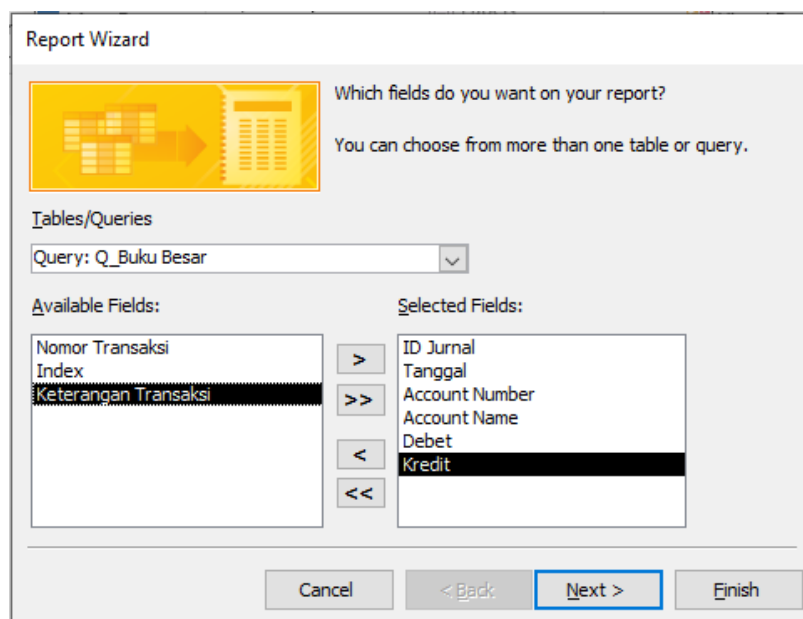 Report Wizard
Which fields do you want on your report?
You can choose from more than one table or query.
Tables/Queries
Query: Q_Buku Besar
Available Fields:
Selected Fields:
Nomor Transaksi
Index
Keterangan Transaksi
>
>>
<
<<
ID Jurnal
Tanggal
Account Number
Account Name
Debet
Kredit
Cancel
< Back
Next >
Finish